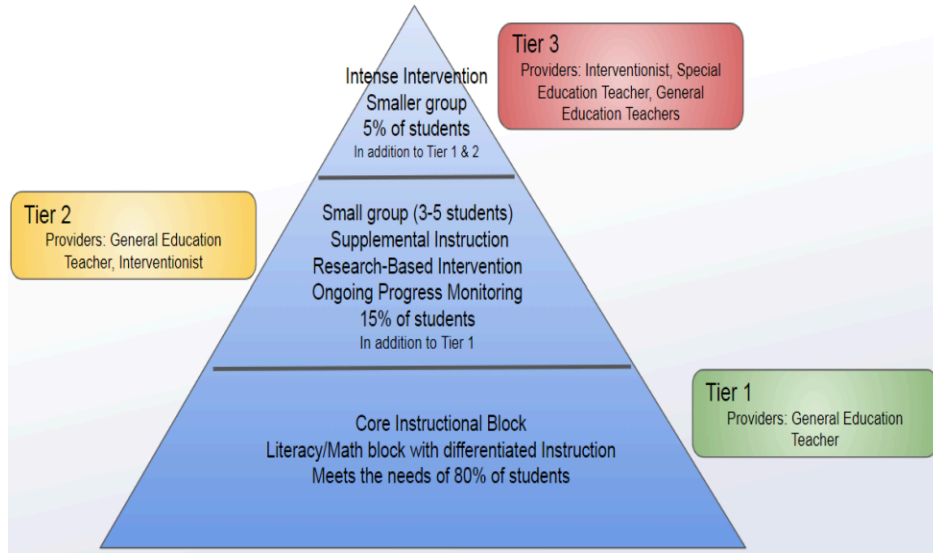 Tier 3
Providers: Interventionist, Special
Education Teacher, General
Education Teachers
Intense Intervention
Smaller group
5% of students
In addition to Tier 1 & 2
Tier 2
Providers: General Education
Teacher, Interventionist
Small group (3-5 students)
Supplemental Instruction
Research-Based Intervention
Ongoing Progress Monitoring
15% of students
In addition to Tier 1
Tier 1
Providers: General Education
Teacher
Core Instructional Block
Literacy/Math block with differentiated Instruction
Meets the needs of 80% of students